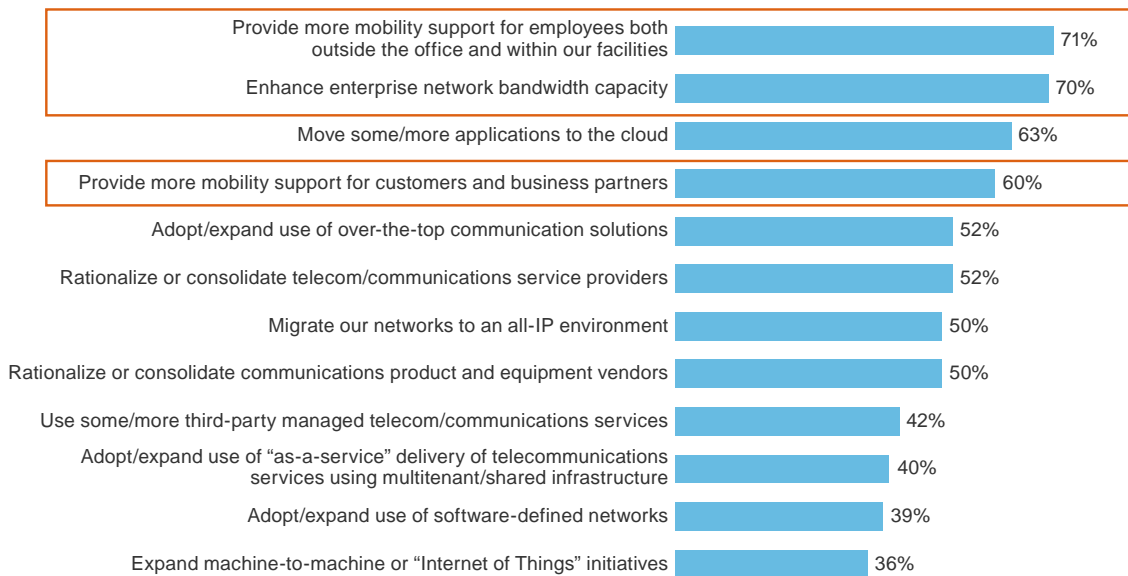 Provide more mobility support for employees both
outside the office and within our facilities
71%
Enhance enterprise network bandwidth capacity
70%
Move some/more applications to the cloud
63%
Provide more mobility support for customers and business partners
60%
Adopt/expand use of over-the-top communication solutions
52%
Rationalize or consolidate telecom/communications service providers
52%
Migrate our networks to an all-IP environment
50%
Rationalize or consolidate communications product and equipment vendors
50%
Use some/more third-party managed telecom/communications services
42%
Adopt/expand use of “as-a-service” delivery of telecommunications
services using multitenant/shared infrastructure
40%
Adopt/expand use of software-defined networks
39%
Expand machine-to-machine or “Internet of Things” initiatives
36%